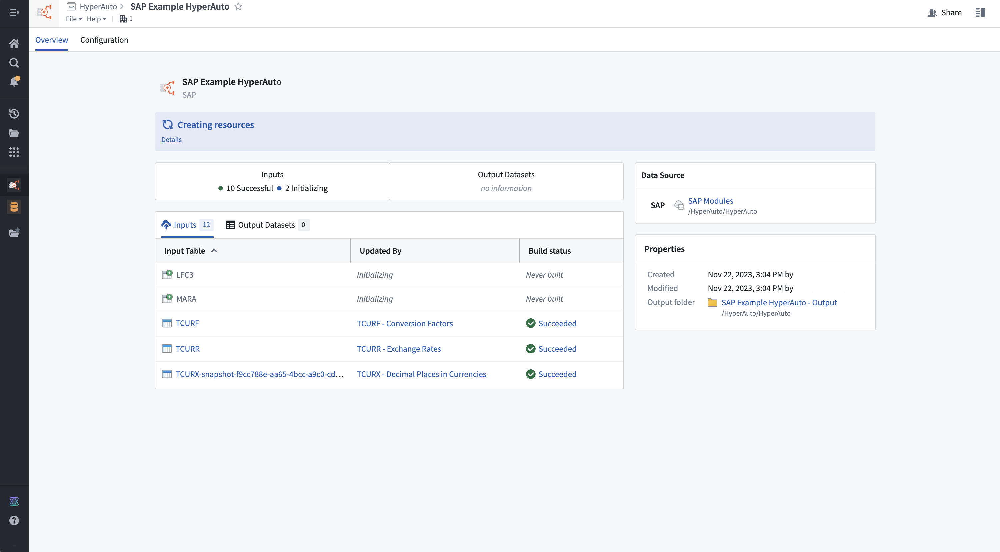 HyperAuto > SAP Example HyperAuto
File Help 1
Share
Overview Configuration
SAP Example HyperAuto
SAP
Creating resources
Details
Inputs
10 Successful 2 Initializing
Output Datasets
no information
Inputs 12 Output Datasets 0
Input Table Updated By Build status
LFC3 Initializing Never built
MARA Initializing Never built
TCURF TCURF - Conversion Factors Succeeded
TCURR TCURR - Exchange Rates Succeeded
TCURX-snapshot-f9cc788e-aa65-4bcc-a9c0-cd... TCURX - Decimal Places in Currencies Succeeded
Data Source
SAP SAP Modules
/HyperAuto/HyperAuto
Properties
Created Nov 22, 2023, 3:04 PM by
Modified Nov 22, 2023, 3:04 PM by
Output folder SAP Example HyperAuto - Output
/HyperAuto/HyperAuto